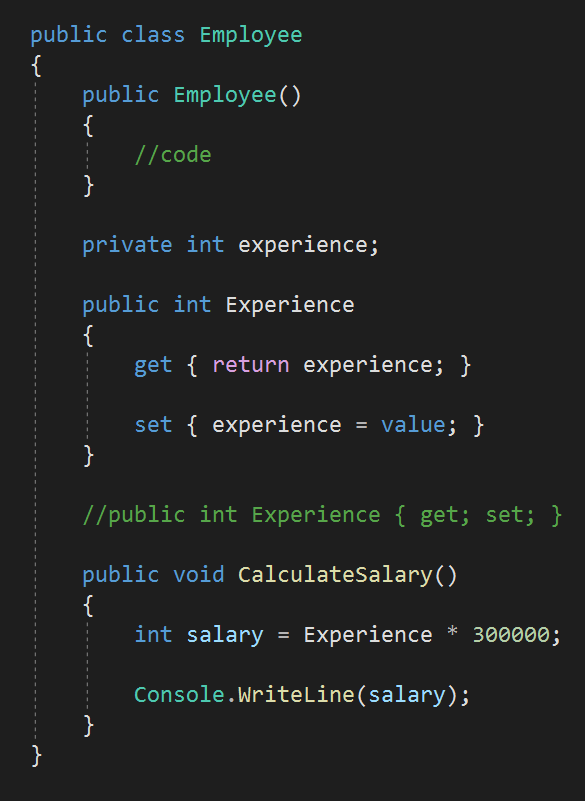 public class Employee
{
public Employee()
{
//code
}
private int experience;
public int Experience
{
get { return experience; }
set { experience = value; }
}
//public int Experience { get; set; }
public void CalculateSalary()
{
int salary = Experience * 300000;
Console.WriteLine(salary);
}
}